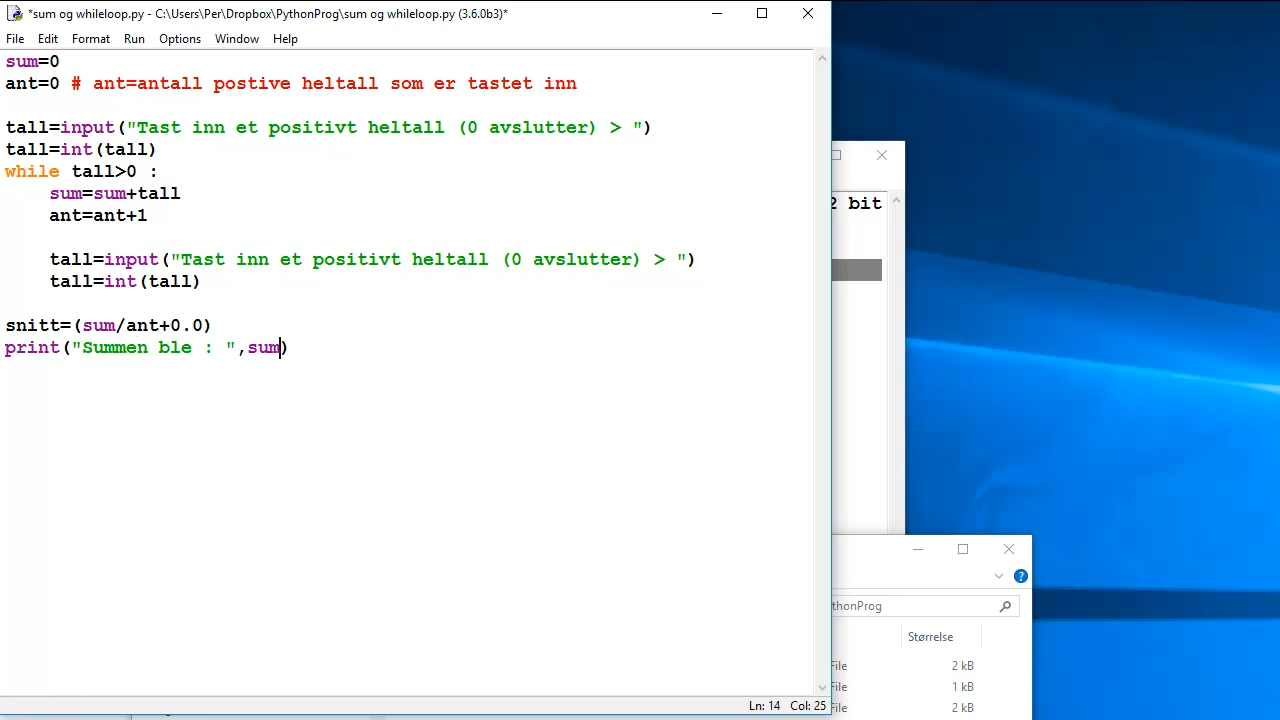 *sum og whileloop.py - C:\Users\Per\Dropbox\PythonProg\sum og whileloop.py (3.6.0b3)*
File Edit Format Run Options Window Help
sum=0
ant=0 # ant=antall postive heltall som er tastet inn
tall=input("Tast inn et positivt heltall (0 avslutter) > ")
tall=int(tall)
while tall>0 :
sum=sum+tall
ant=ant+1
tall=input("Tast inn et positivt heltall (0 avslutter) > ")
tall=int(tall)
snitt=(sum/ant+0.0)
print("Summen ble : ",sum)
Ln: 14 Col: 25
2 bit
thonProg
Størrelse
File 2 kB
File 1 kB
File 2 kB